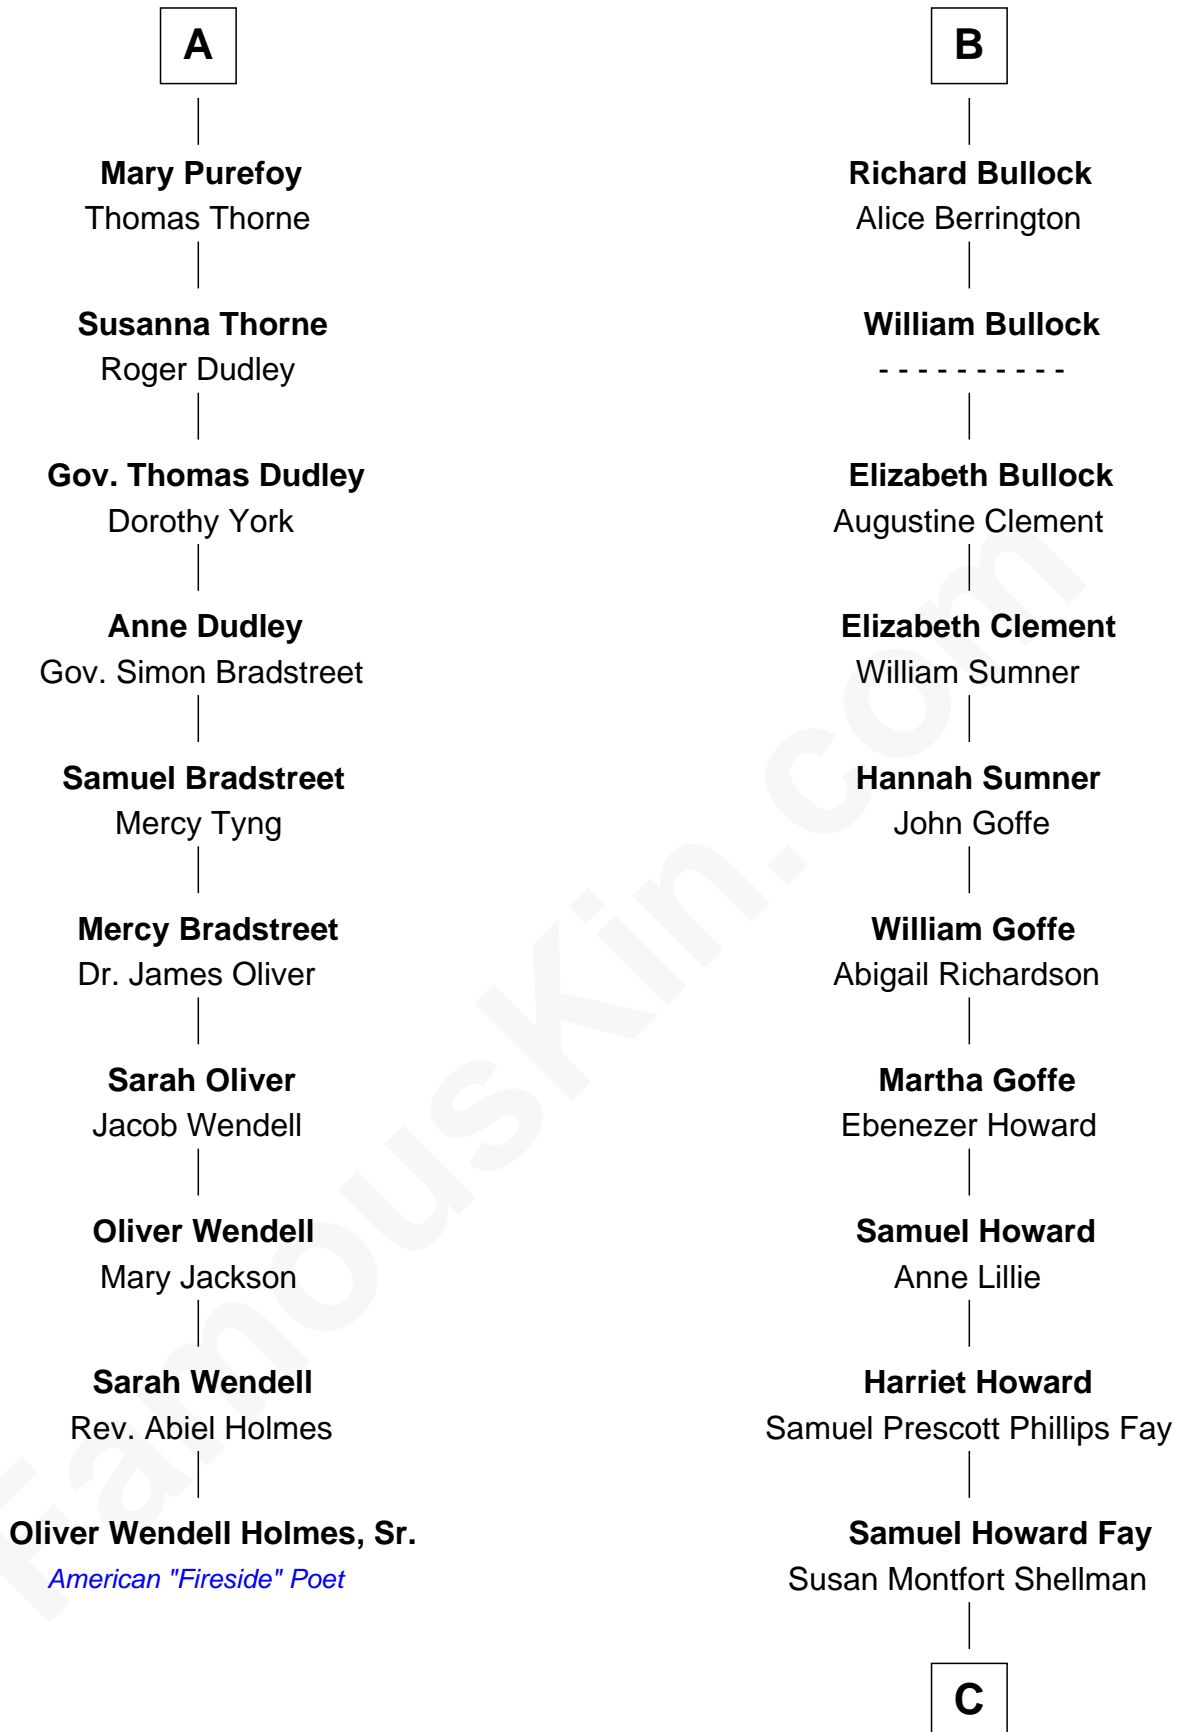 A
Mary Purefoy
Thomas Thorne
Susanna Thorne
Roger Dudley
Gov. Thomas Dudley
Dorothy York
Anne Dudley
Gov. Simon Bradstreet
Samuel Bradstreet
Mercy Tyng
Mercy Bradstreet
Dr. James Oliver
Sarah Oliver
Jacob Wendell
Oliver Wendell
Mary Jackson
Sarah Wendell
Rev. Abiel Holmes
Oliver Wendell Holmes, Sr.
American "Fireside" Poet
B
Richard Bullock
Alice Berrington
William Bullock
- - - - - - - - - -
Elizabeth Bullock
Augustine Clement
Elizabeth Clement
William Sumner
Hannah Sumner
John Goffe
William Goffe
Abigail Richardson
Martha Goffe
Ebenezer Howard
Samuel Howard
Anne Lillie
Harriet Howard
Samuel Prescott Phillips Fay
Samuel Howard Fay
Susan Montfort Shellman
C
FamousKin.com